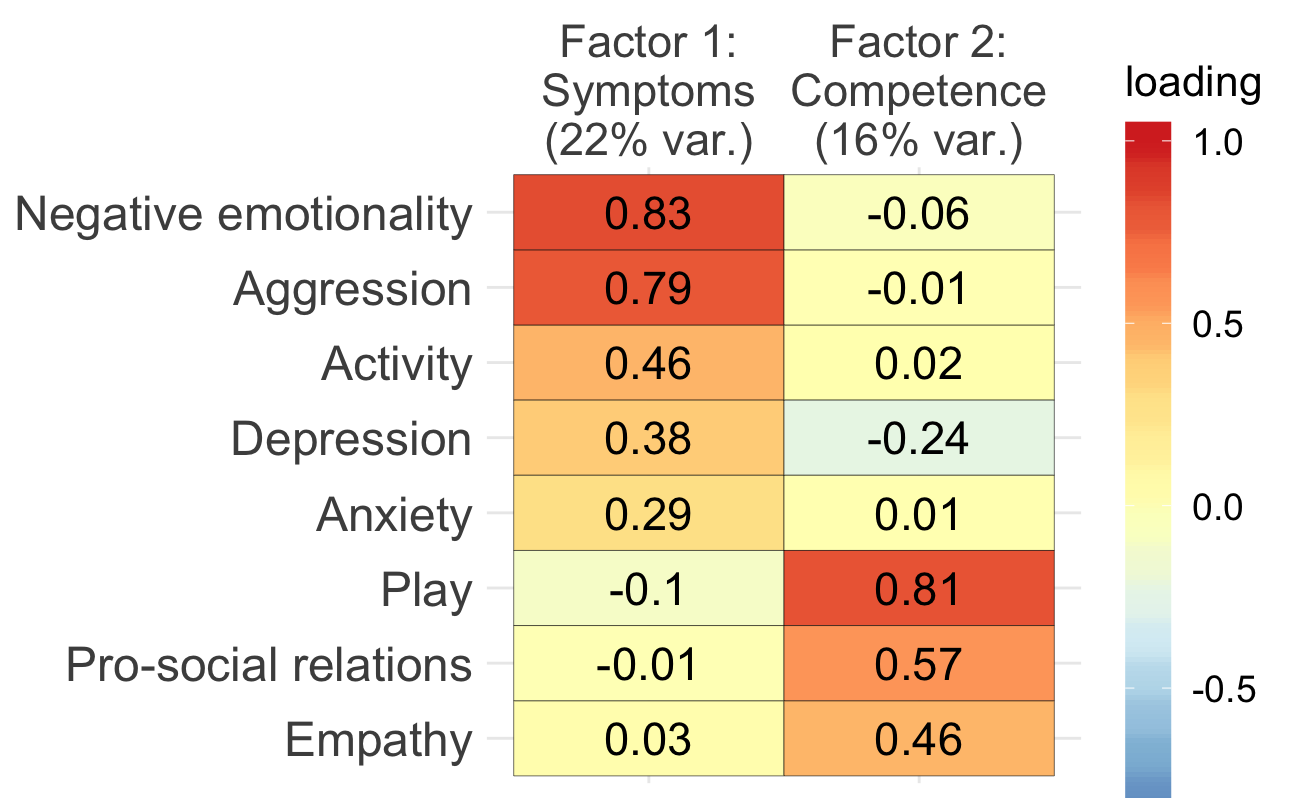 Factor 1:
Symptoms
(22% var.)
Factor 2:
Competence
(16% var.)
loading
1.0
0.5
0.0
-0.5
Negative emotionality 0.83 -0.06
Aggression 0.79 -0.01
Activity 0.46 0.02
Depression 0.38 -0.24
Anxiety 0.29 0.01
Play -0.1 0.81
Pro-social relations -0.01 0.57
Empathy 0.03 0.46